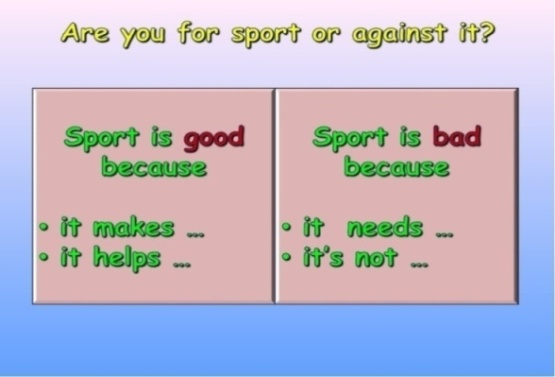 Are you for sport or against it?
Sport is good
because
• it makes ...
• it helps ...
Sport is bad
because
• it needs ...
• it's not ...